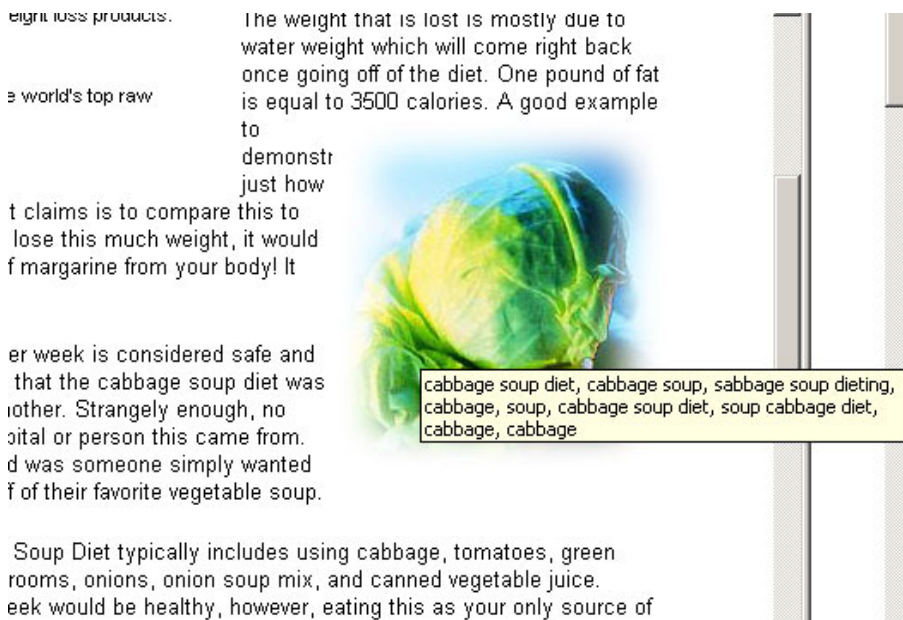 weight loss products.
e world's top raw
The weight that is lost is mostly due to
water weight which will come right back
once going off of the diet. One pound of fat
is equal to 3500 calories. A good example
to
demonstr
just how
t claims is to compare this to
lose this much weight, it would
f margarine from your body! It
er week is considered safe and
that the cabbage soup diet was
other. Strangely enough, no
pital or person this came from.
d was someone simply wanted
f of their favorite vegetable soup.
cabbage soup diet, cabbage soup, sabbage soup dieting,
cabbage, soup, cabbage soup diet, soup cabbage diet,
cabbage, cabbage
Soup Diet typically includes using cabbage, tomatoes, green
rooms, onions, onion soup mix, and canned vegetable juice.
eek would be healthy, however, eating this as your only source of